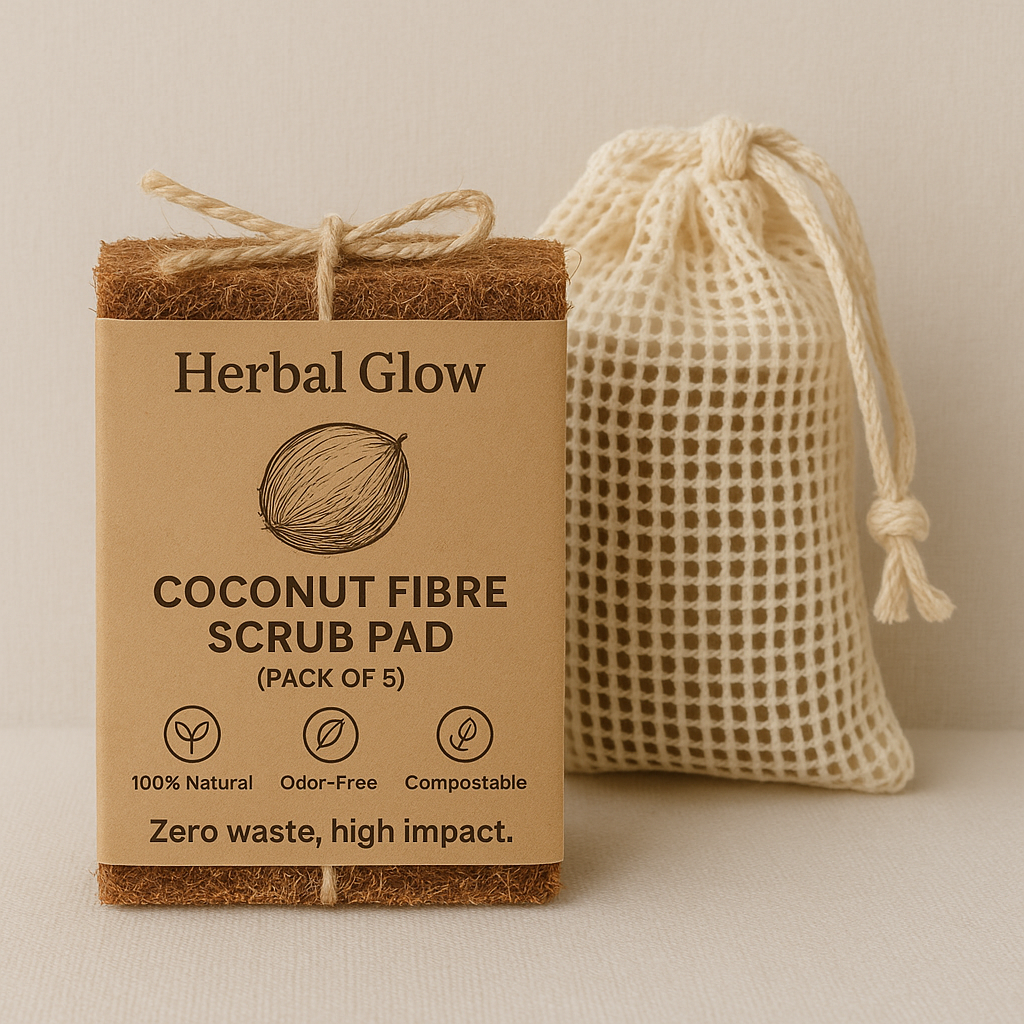 Herbal Glow
COCONUT FIBRE
SCRUB PAD
(PACK OF 5)
100% Natural Odor-Free Compostable
Zero waste, high impact.